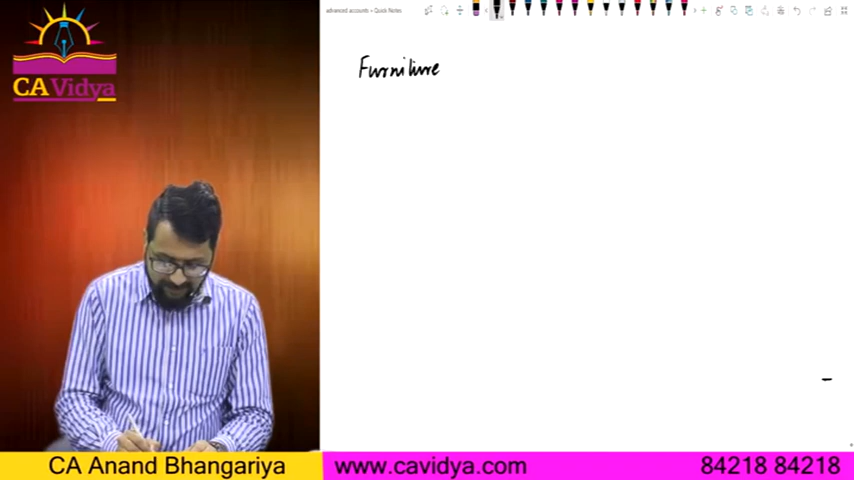 advanced accounts • Quick Notes
Furniture
CA Vidya
CA Anand Bhangariya
www.cavidya.com
84218 84218